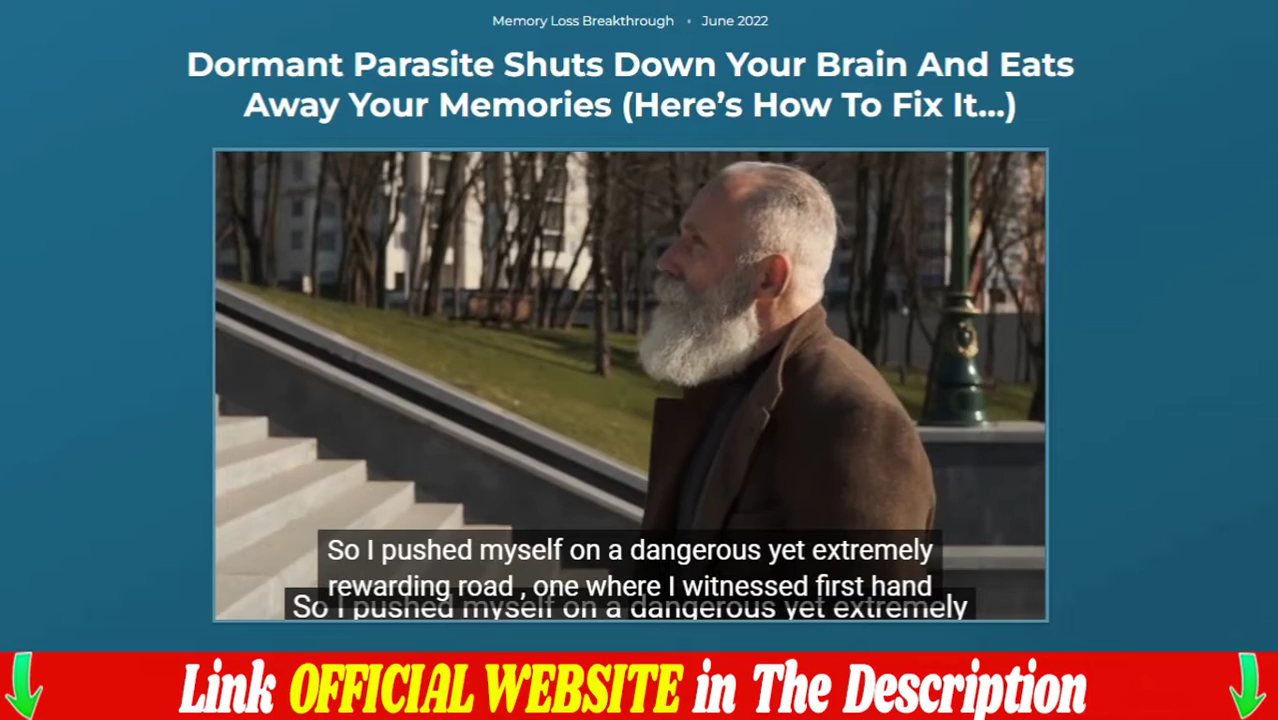 Memory Loss Breakthrough • June 2022
Dormant Parasite Shuts Down Your Brain And Eats
Away Your Memories (Here’s How To Fix It...)
So I pushed myself on a dangerous yet extremely
rewarding road , one where I witnessed first hand
So I pushed myself on a dangerous yet extremely
Link OFFICIAL WEBSITE in The Description